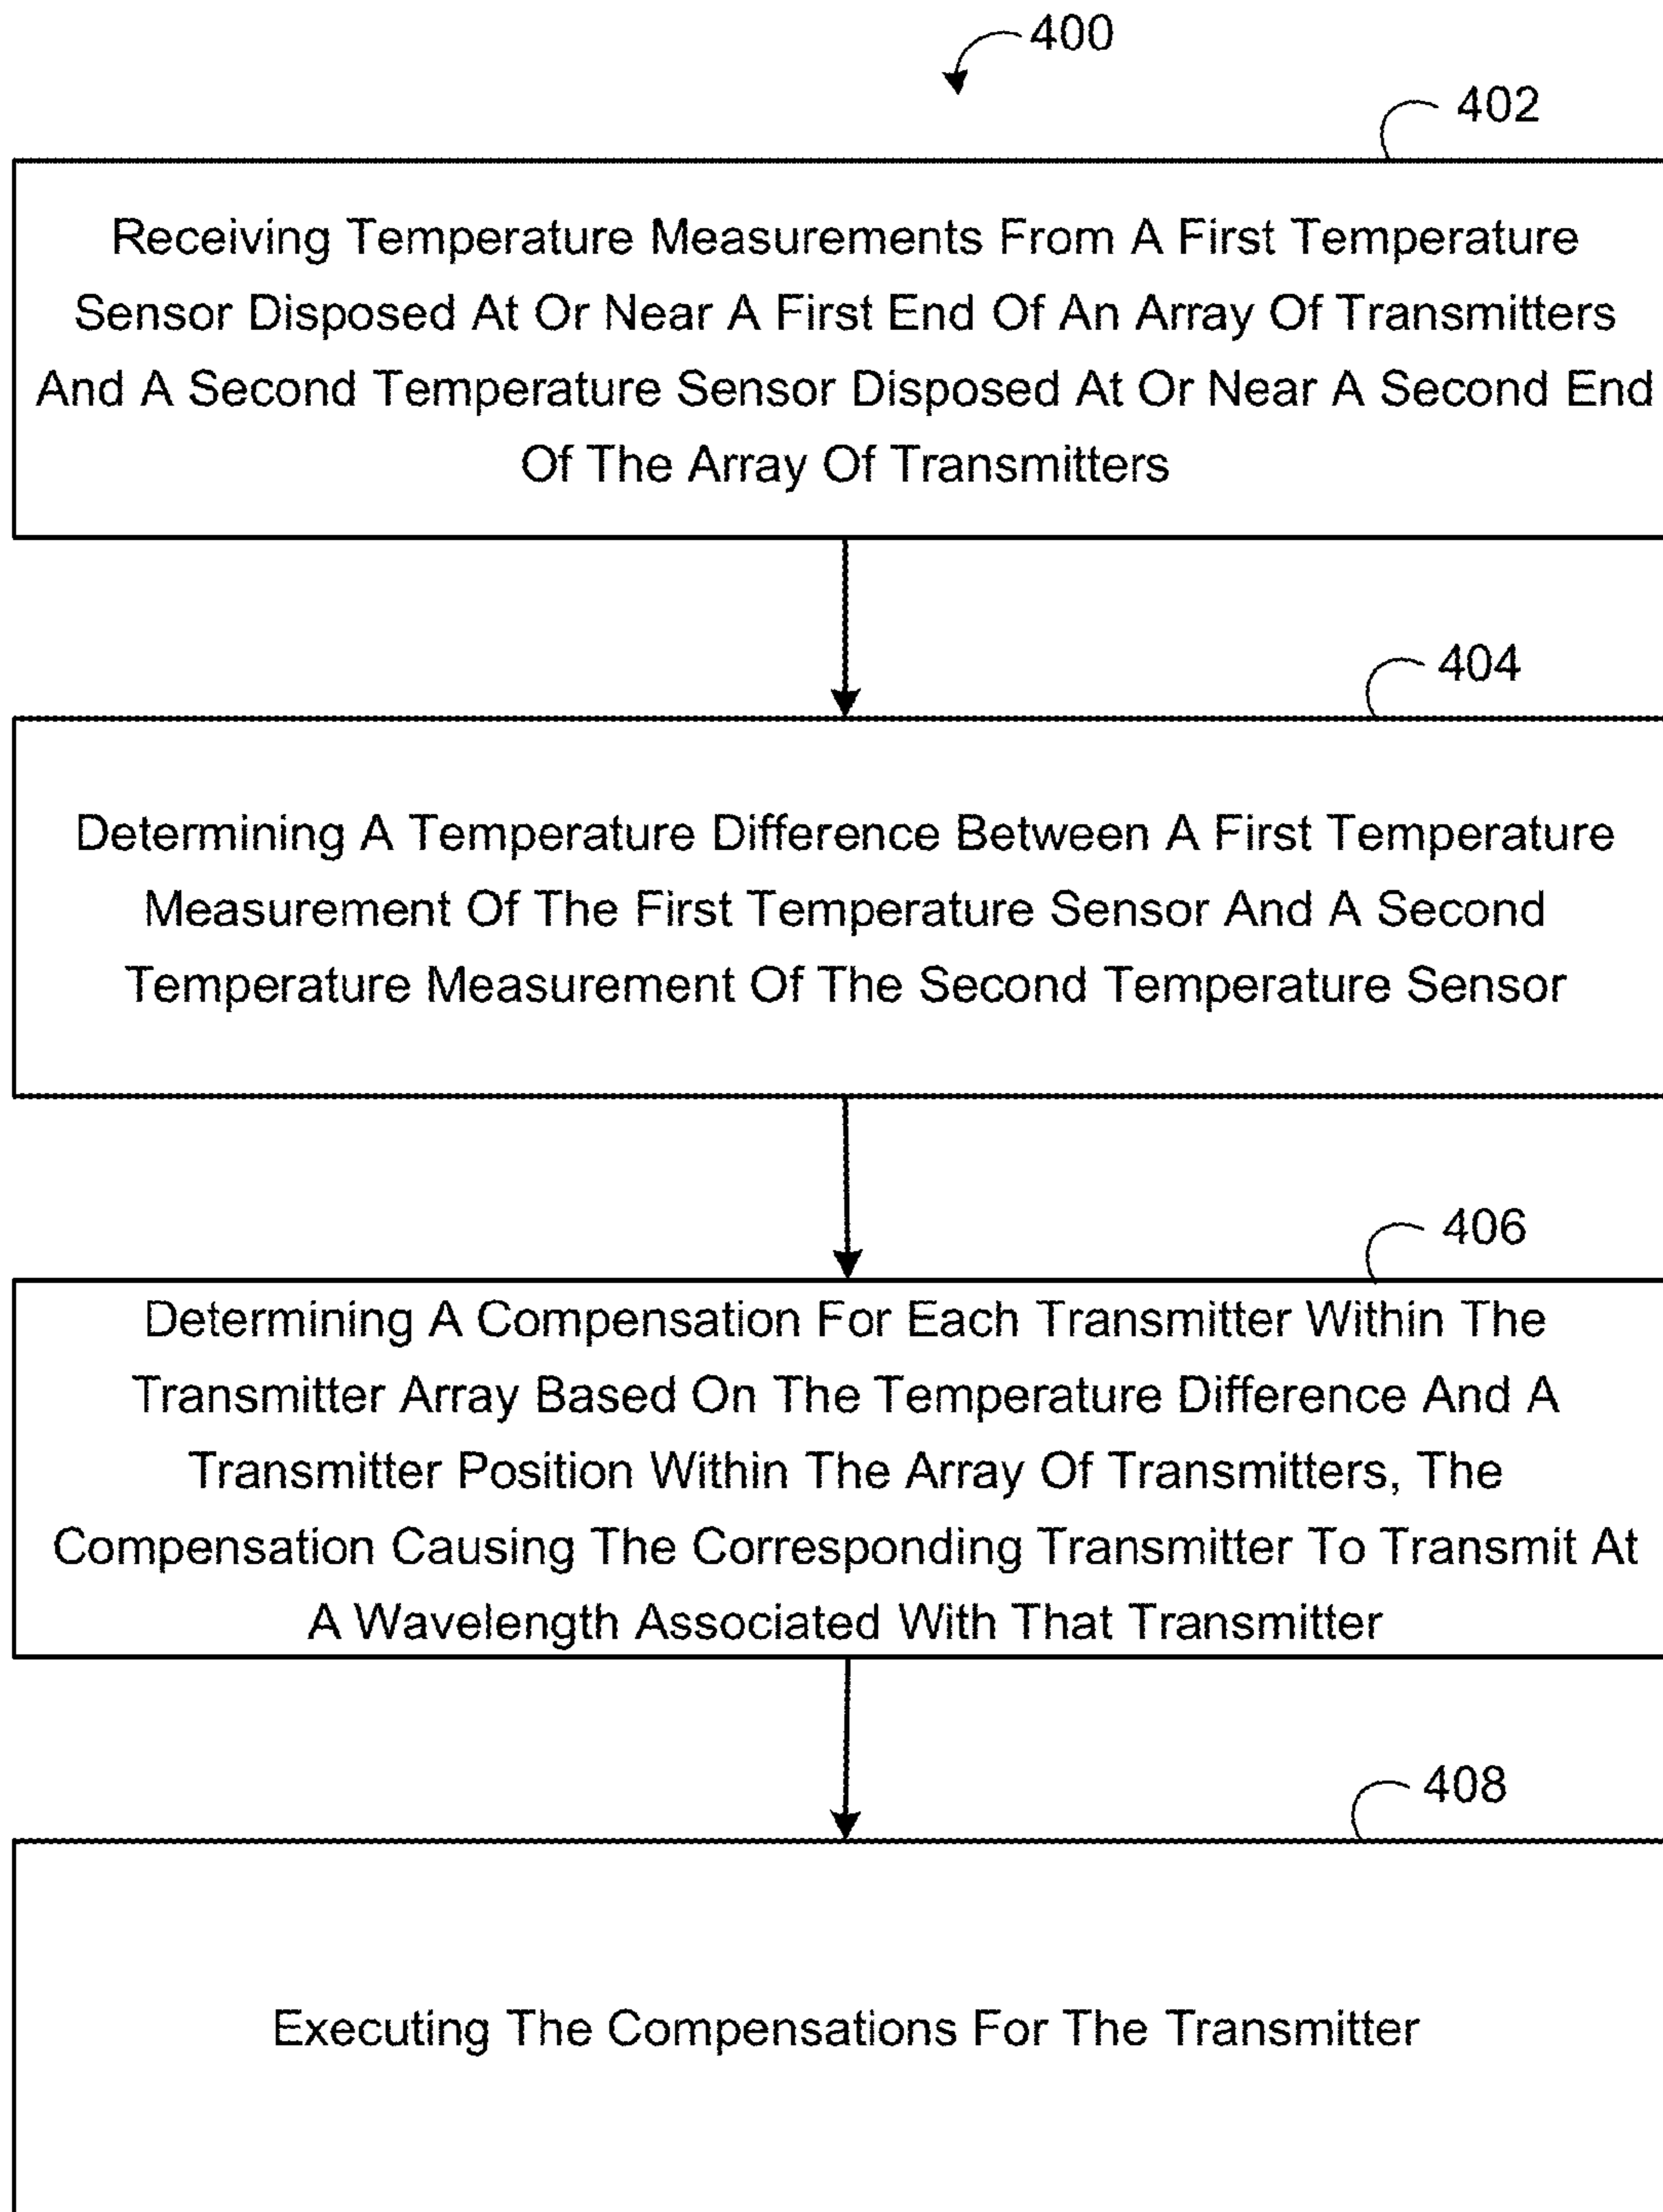 400
402
Receiving Temperature Measurements From A First Temperature
Sensor Disposed At Or Near A First End Of An Array Of Transmitters
And A Second Temperature Sensor Disposed At Or Near A Second End
Of The Array Of Transmitters
404
Determining A Temperature Difference Between A First Temperature
Measurement Of The First Temperature Sensor And A Second
Temperature Measurement Of The Second Temperature Sensor
406
Determining A Compensation For Each Transmitter Within The
Transmitter Array Based On The Temperature Difference And A
Transmitter Position Within The Array Of Transmitters, The
Compensation Causing The Corresponding Transmitter To Transmit At
A Wavelength Associated With That Transmitter
408
Executing The Compensations For The Transmitter